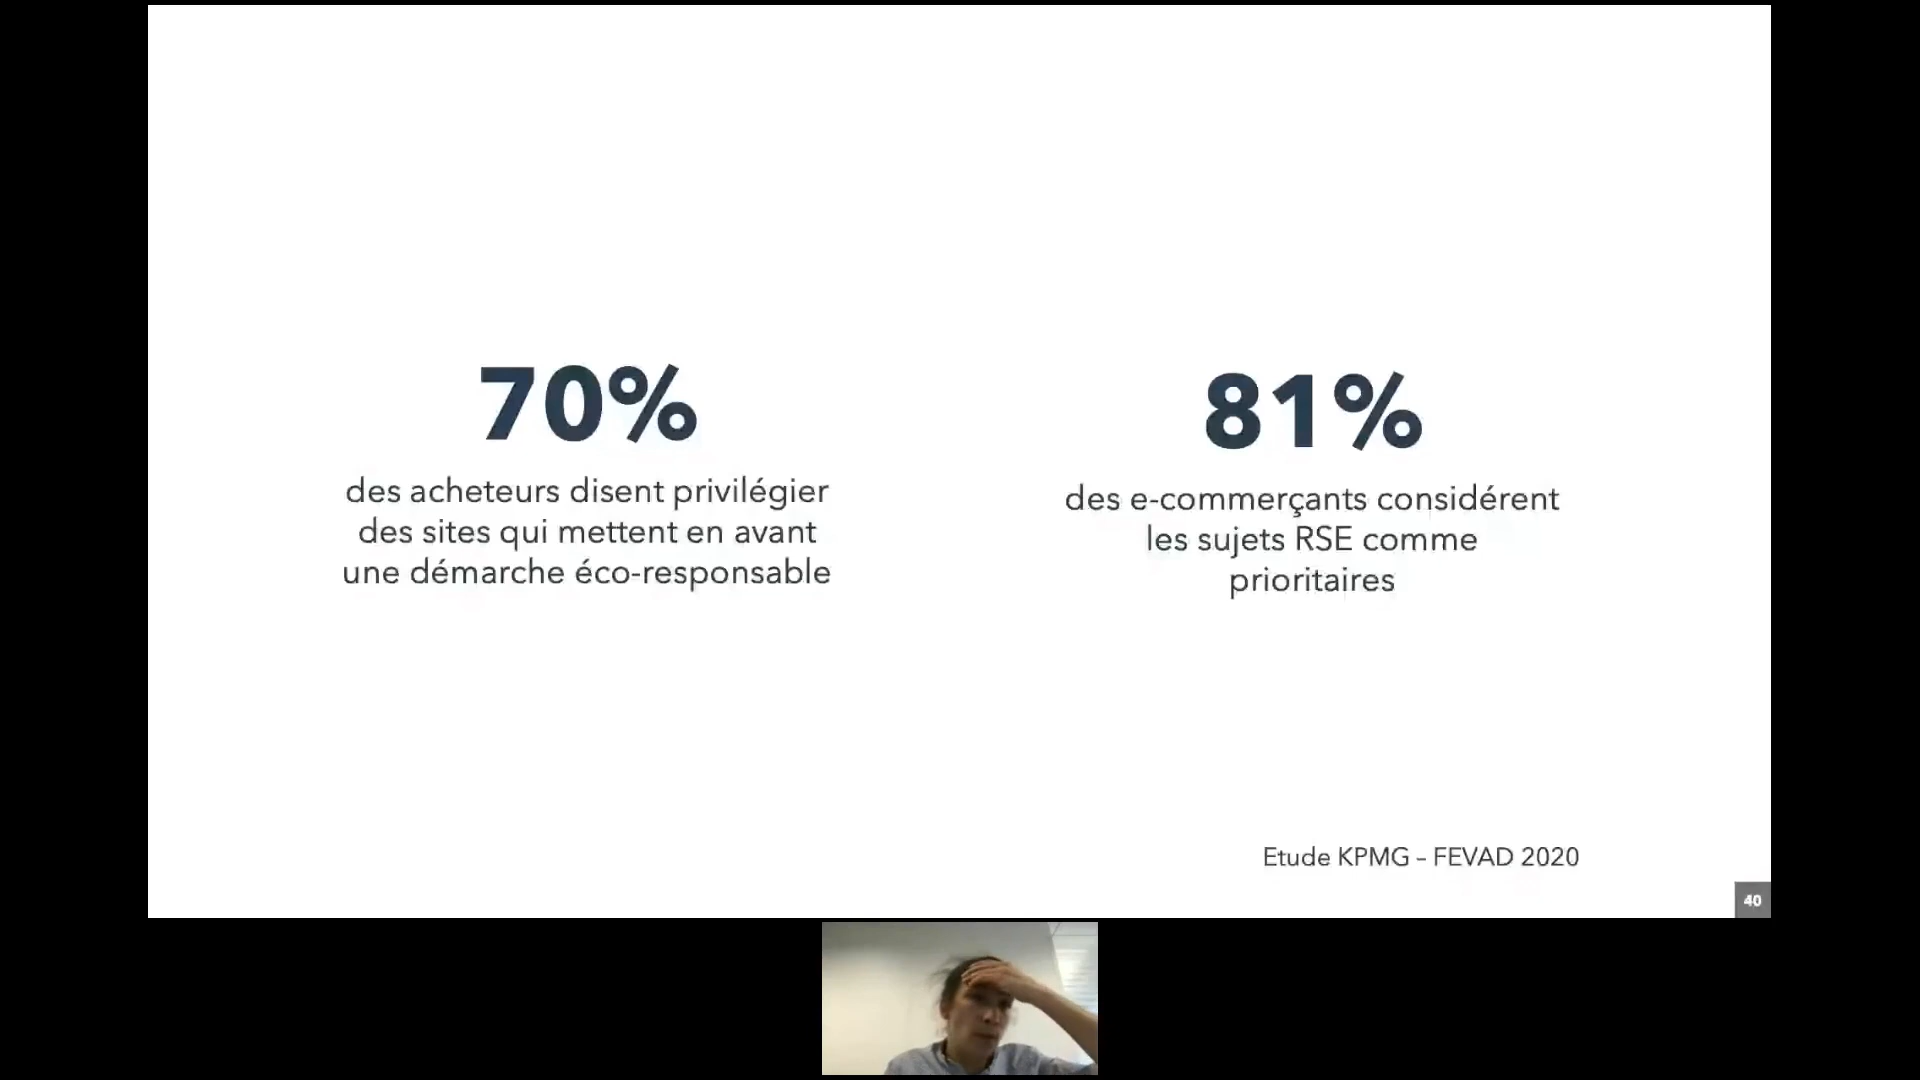 70%
des acheteurs disent privilégier
des sites qui mettent en avant
une démarche éco-responsable
81%
des e-commerçants considérent
les sujets RSE comme
prioritaires
Etude KPMG – FEVAD 2020
40